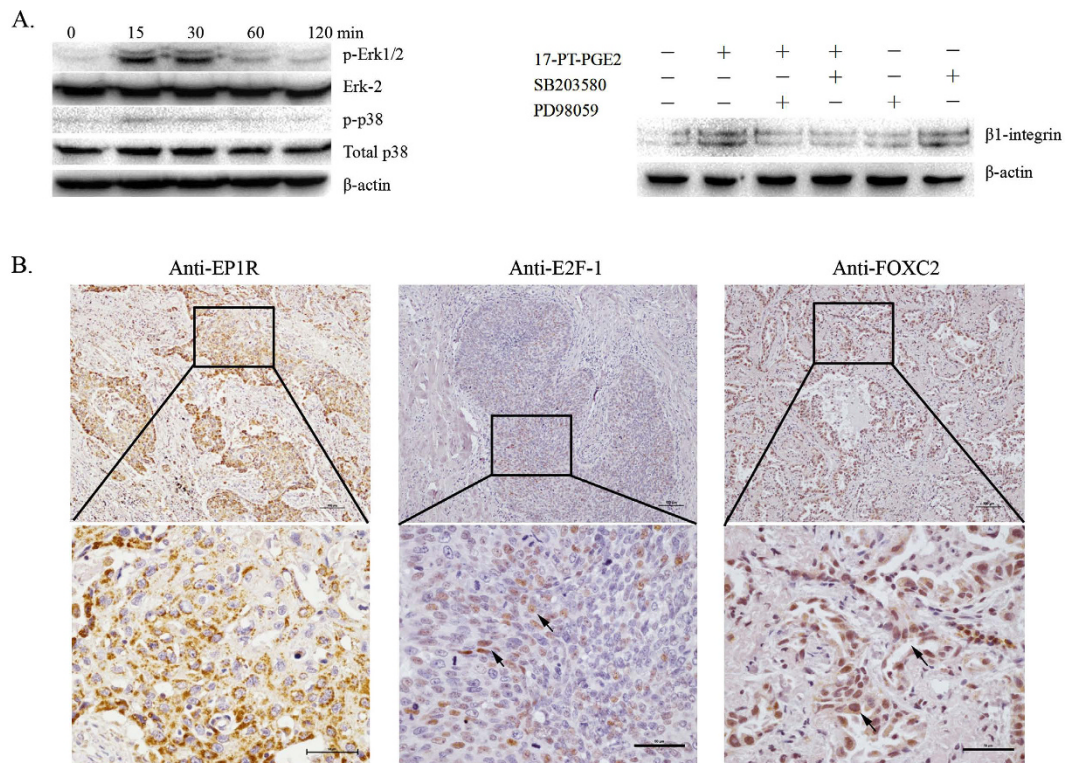 A.
0 15 30 60 120 min
p-Erk1/2
Erk-2
p-p38
Total p38
β-actin
17-PT-PGE2 − + + + − −
SB203580 − − − + − +
PD98059 − − + − + −
β1-integrin
β-actin
B.
Anti-EP1R Anti-E2F-1 Anti-FOXC2